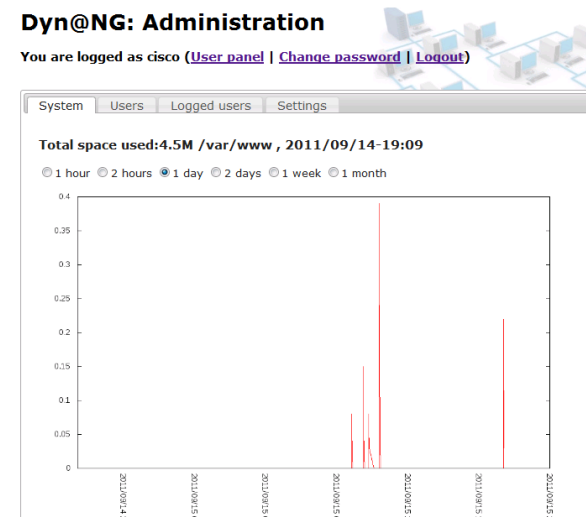 Dyn@NG: Administration
You are logged as cisco (User panel | Change password | Logout)
System Users Logged users Settings
Total space used:4.5M /var/www , 2011/09/14-19:09
1 hour 2 hours 1 day 2 days 1 week 1 month
0.4
0.35
0.3
0.25
0.2
0.15
0.1
0.05
0